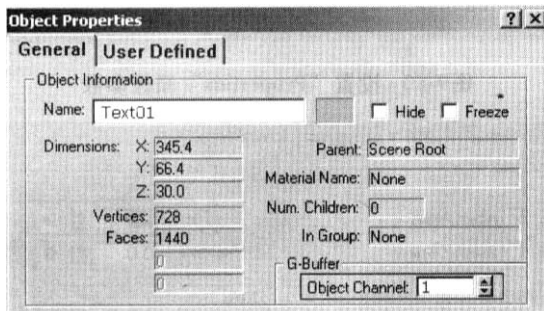 Object Properties ? X
General User Defined
Object Information
Name: Text01 Hide Freeze
Dimensions: X: 345.4 Parent: Scene Root
Y: 66.4 Material Name: None
Z: 30.0
Vertices: 728 Num. Children: 0
Faces: 1440 In Group: None
0 G-Buffer
0 Object Channel: 1